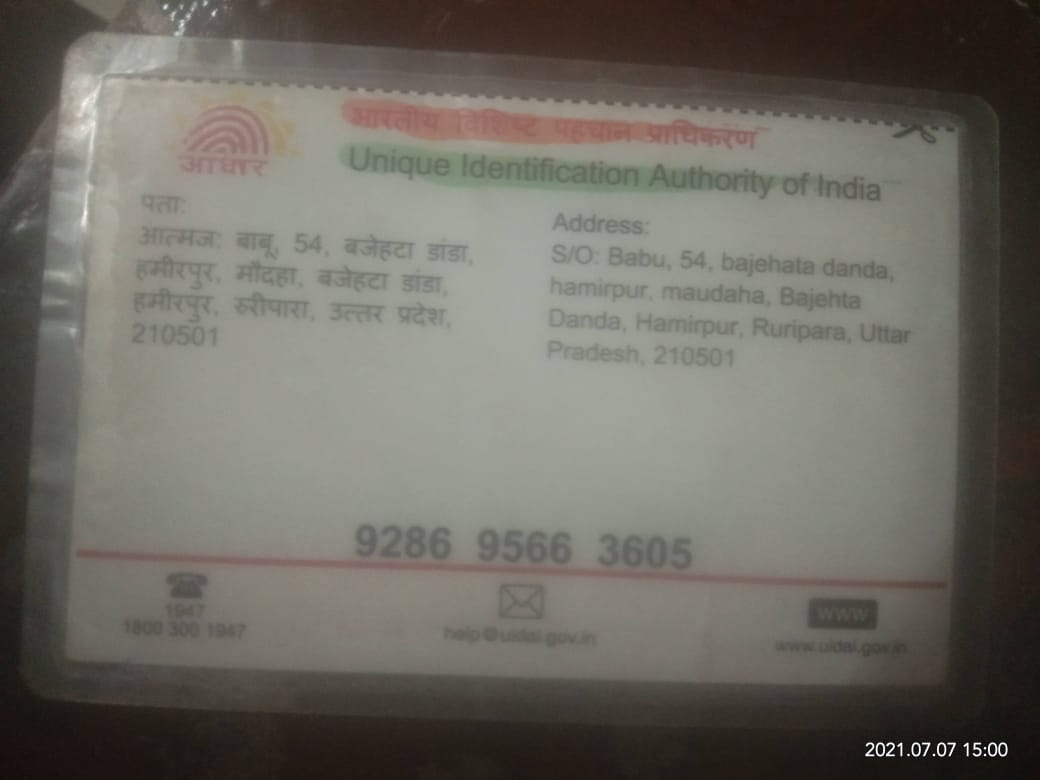 आधार
भारतीय विशिष्ट पहचान प्राधिकरण
Unique Identification Authority of India
पता:
आत्मज: बाबू, 54, बजेहटा डांडा,
हमीरपुर, मौदहा, बजेहटा डांडा,
हमीरपुर, रुरीपारा, उत्तर प्रदेश,
210501
Address:
S/O: Babu, 54, bajehata danda,
hamirpur, maudaha, Bajehta
Danda, Hamirpur, Ruripara, Uttar
Pradesh, 210501
9286 9566 3605
1947
1800 300 1947
help@uidai.gov.in
www
www.uidai.gov.in
2021.07.07 15:00